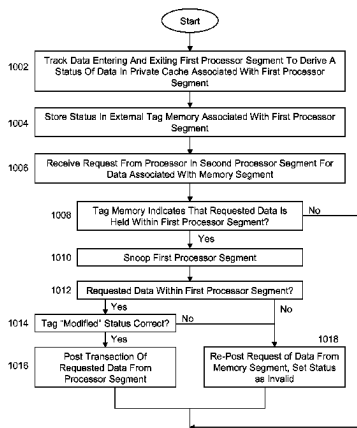 Start
1002
Track Data Entering And Exiting First Processor Segment To Derive A
Status Of Data In Private Cache Associated With First Processor
Segment
1004
Store Status In External Tag Memory Associated With First Processor
Segment
1006
Receive Request From Processor In Second Processor Segment For
Data Associated With Memory Segment
1008
Tag Memory Indicates That Requested Data Is
Held Within First Processor Segment?
No
Yes
1010
Snoop First Processor Segment
1012
Requested Data Within First Processor Segment?
Yes
No
1014
Tag "Modified" Status Correct?
No
Yes
1018
1016
Post Transaction Of
Requested Data From
Processor Segment
Re-Post Request of Data From
Memory Segment, Set Status
as Invalid